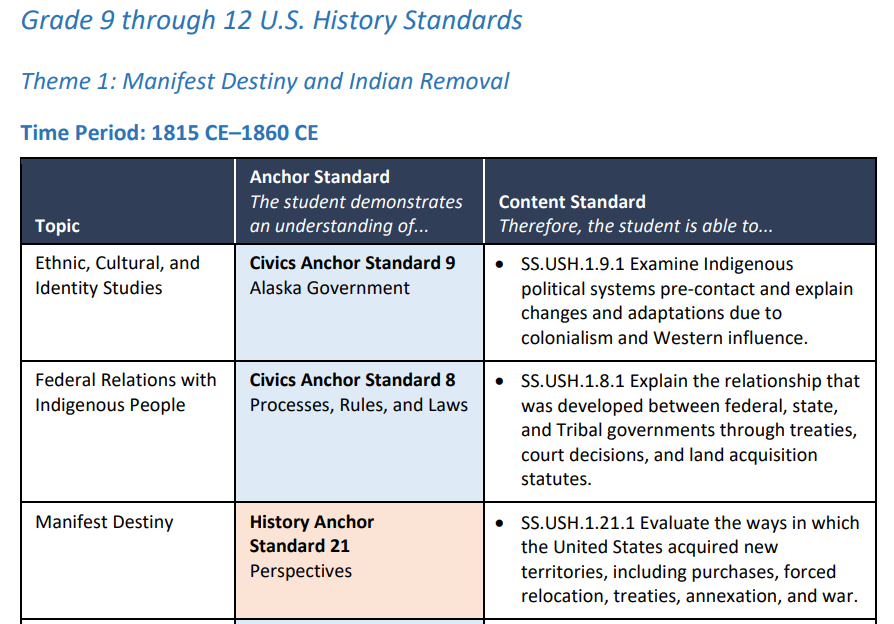 Grade 9 through 12 U.S. History Standards
Theme 1: Manifest Destiny and Indian Removal
Time Period: 1815 CE–1860 CE
Topic
Anchor Standard
The student demonstrates
an understanding of...
Content Standard
Therefore, the student is able to...
Ethnic, Cultural, and
Identity Studies
Civics Anchor Standard 9
Alaska Government
• SS.USH.1.9.1 Examine Indigenous
political systems pre-contact and explain
changes and adaptations due to
colonialism and Western influence.
Federal Relations with
Indigenous People
Civics Anchor Standard 8
Processes, Rules, and Laws
• SS.USH.1.8.1 Explain the relationship that
was developed between federal, state,
and Tribal governments through treaties,
court decisions, and land acquisition
statutes.
Manifest Destiny
History Anchor
Standard 21
Perspectives
• SS.USH.1.21.1 Evaluate the ways in which
the United States acquired new
territories, including purchases, forced
relocation, treaties, annexation, and war.